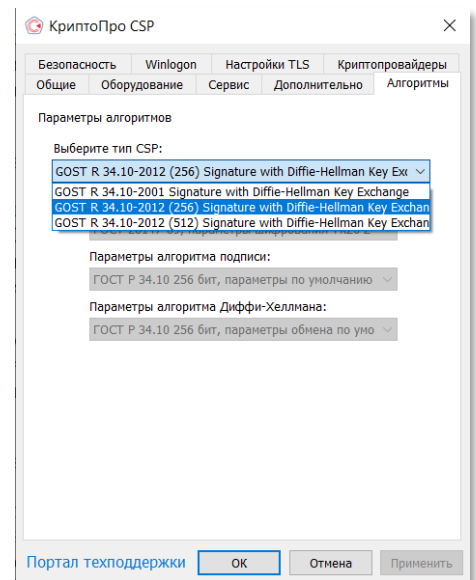 КриптоПро CSP
Безопасность Winlogon Настройки TLS Криптопровайдеры
Общие Оборудование Сервис Дополнительно Алгоритмы
Параметры алгоритмов
Выберите тип CSP:
GOST R 34.10-2012 (256) Signature with Diffie-Hellman Key Exc
GOST R 34.10-2001 Signature with Diffie-Hellman Key Exchange
GOST R 34.10-2012 (256) Signature with Diffie-Hellman Key Exchan
GOST R 34.10-2012 (512) Signature with Diffie-Hellman Key Exchan
Параметры алгоритма подписи:
ГОСТ Р 34.10 256 бит, параметры по умолчанию
Параметры алгоритма Диффи-Хеллмана:
ГОСТ Р 34.10 256 бит, параметры обмена по умо
Портал техподдержки ОК Отмена Применить